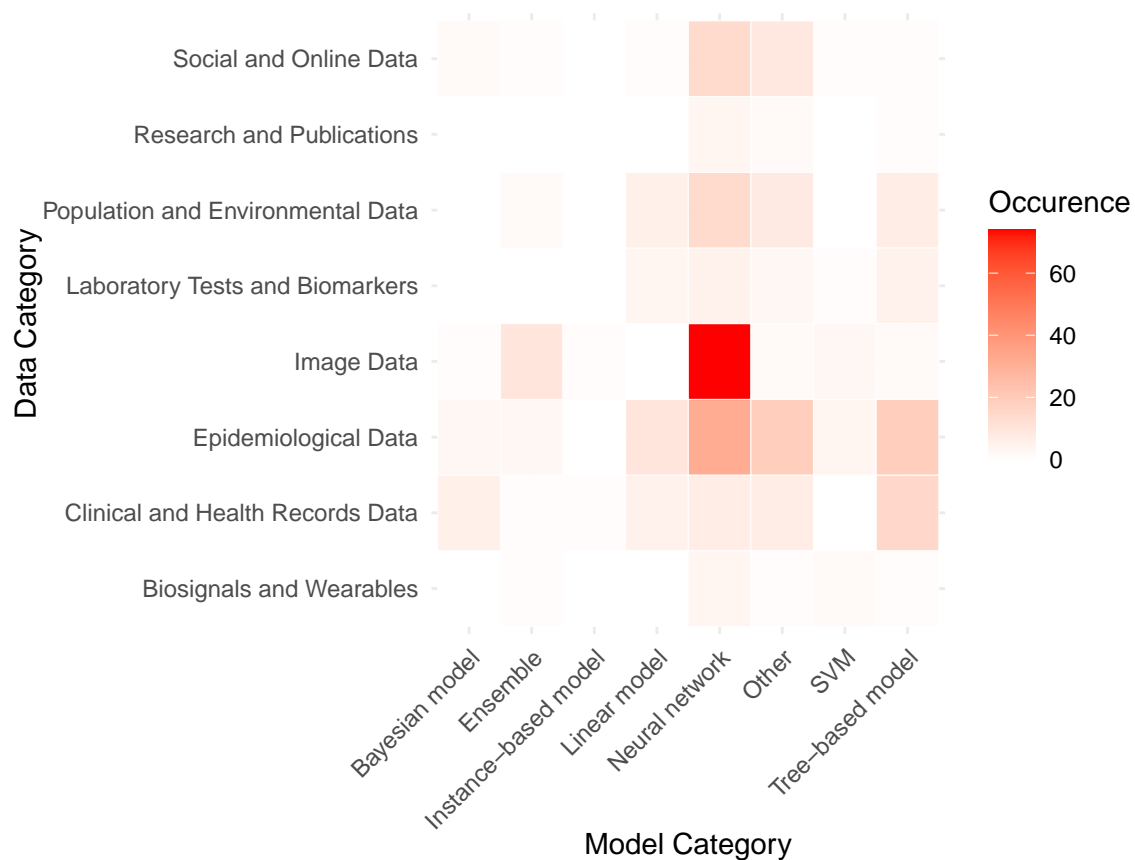 Social and Online Data
Research and Publications
Population and Environmental Data
Laboratory Tests and Biomarkers
Image Data
Epidemiological Data
Clinical and Health Records Data
Biosignals and Wearables
Data Category
Bayesian model
Ensemble
Instance−based model
Linear model
Neural network
Other
SVM
Tree−based model
Model Category
Occurence
60
40
20
0